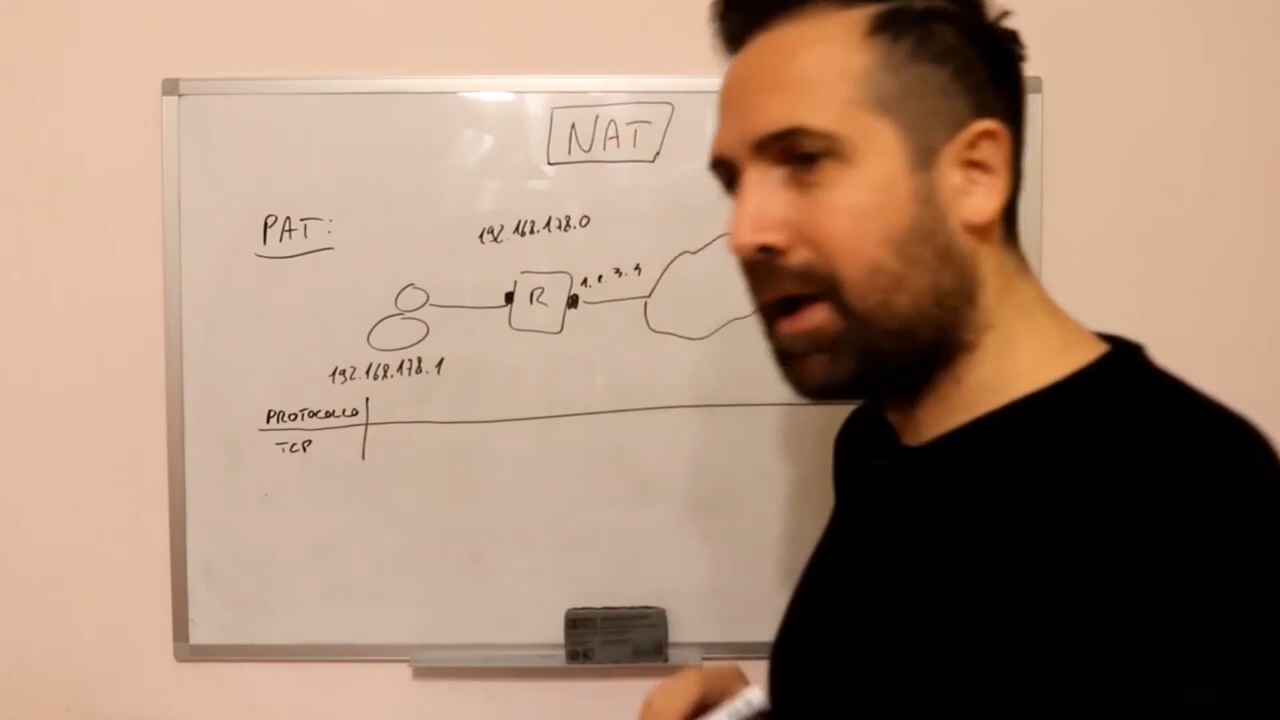 NAT
PAT:
192.168.178.0
R
1.2.3.4
192.168.178.1
PROTOCOLLO
TCP